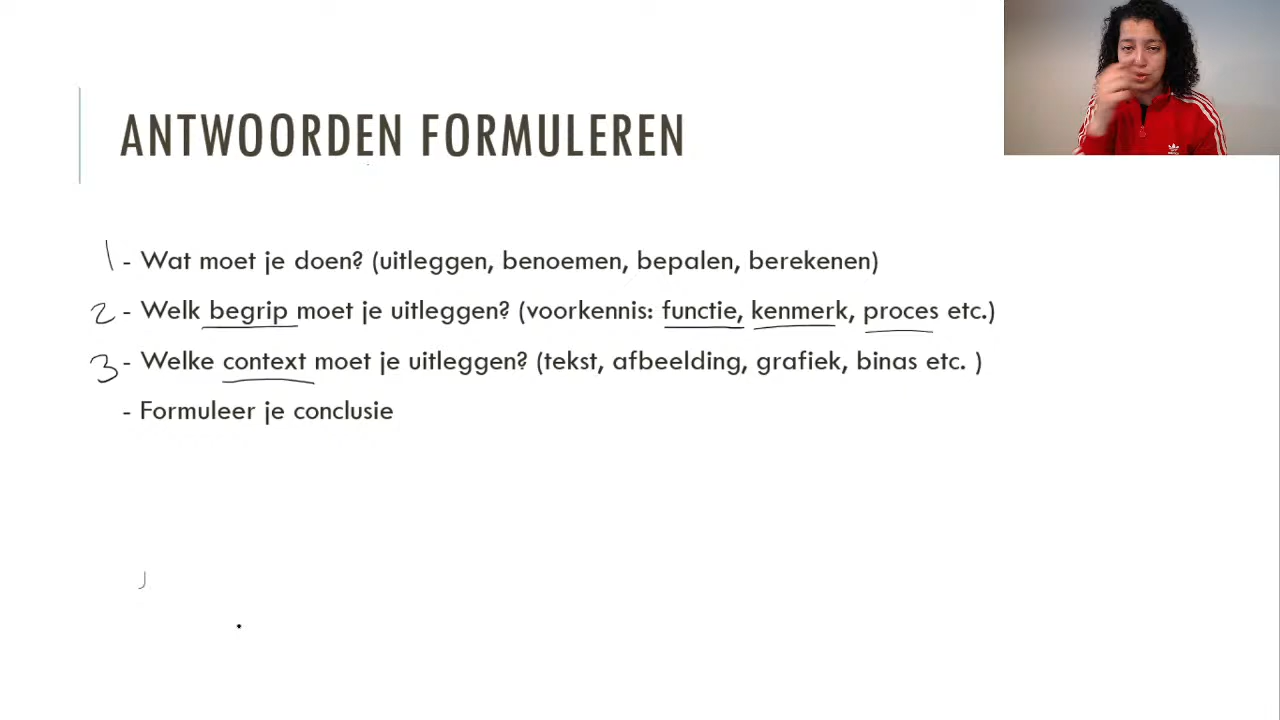 ANTWOORDEN FORMULEREN
1 - Wat moet je doen? (uitleggen, benoemen, bepalen, berekenen)
2 - Welk begrip moet je uitleggen? (voorkennis: functie, kenmerk, proces etc.)
3 - Welke context moet je uitleggen? (tekst, afbeelding, grafiek, binas etc. )
- Formuleer je conclusie